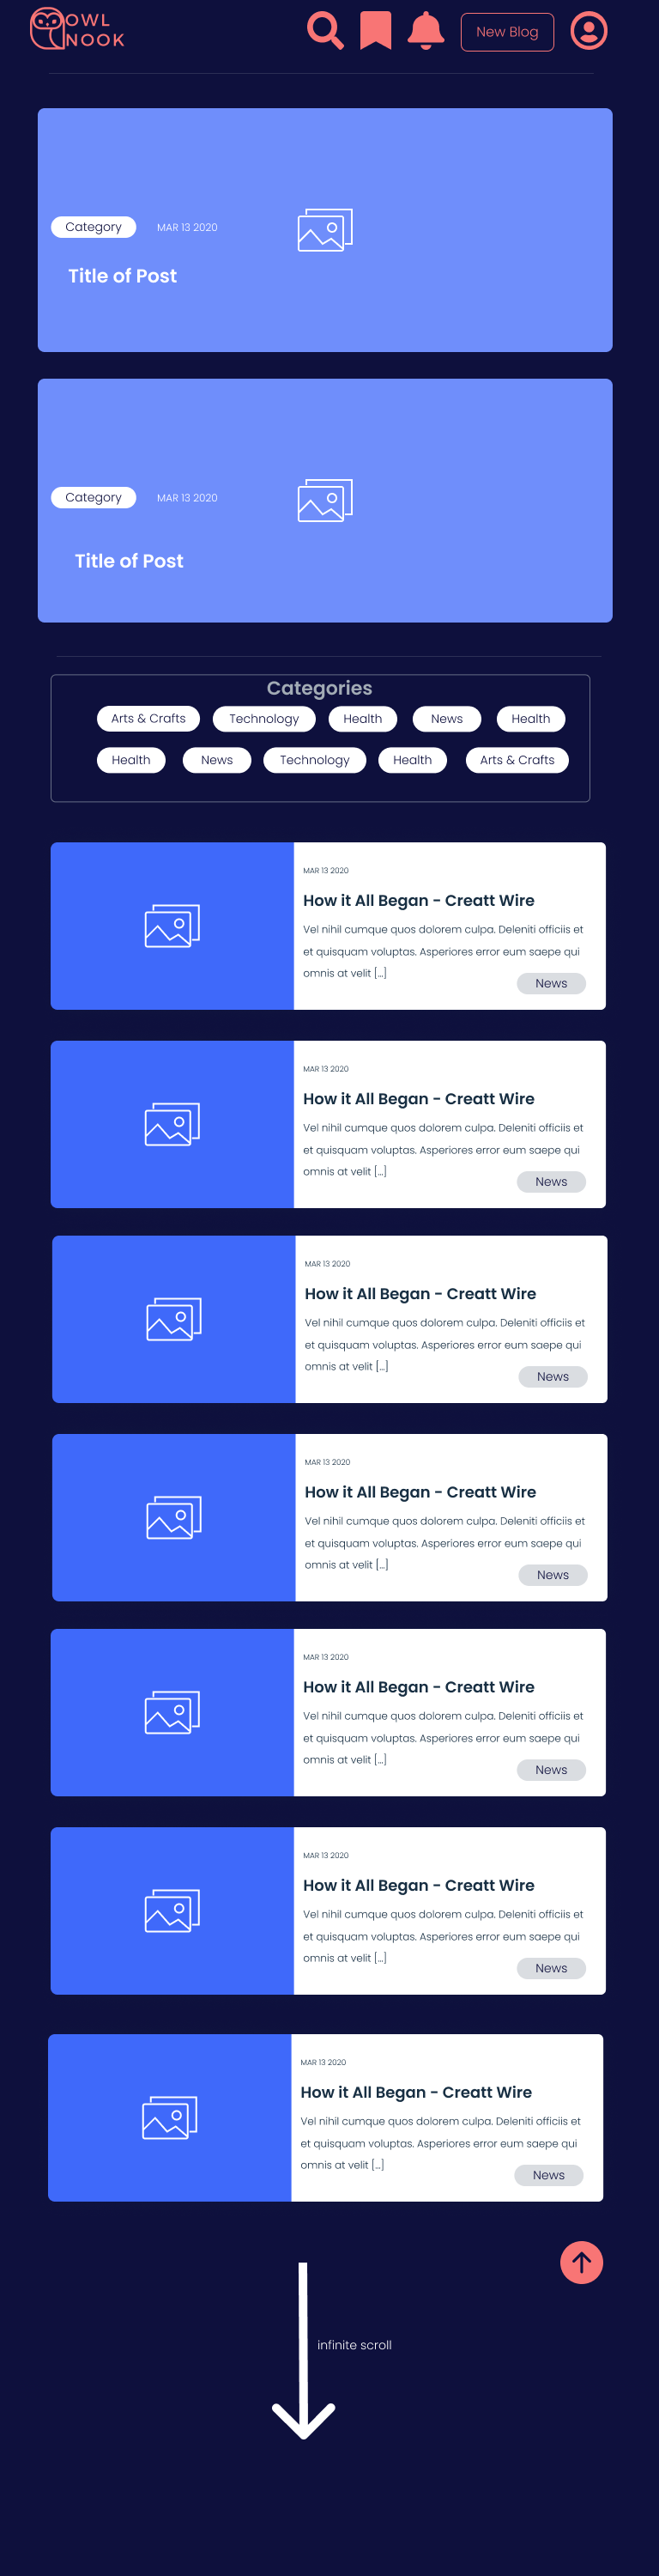 OWL
NOOK
New Blog
Category
MAR 13 2020
Title of Post
Category
MAR 13 2020
Title of Post
Categories
Arts & Crafts
Technology
Health
News
Health
Health
News
Technology
Health
Arts & Crafts
MAR 13 2020
How it All Began - Creatt Wire
Vel nihil cumque quos dolorem culpa. Deleniti officiis et
et quisquam voluptas. Asperiores error eum saepe qui
omnis at velit [...]
News
MAR 13 2020
How it All Began - Creatt Wire
Vel nihil cumque quos dolorem culpa. Deleniti officiis et
et quisquam voluptas. Asperiores error eum saepe qui
omnis at velit [...]
News
MAR 13 2020
How it All Began - Creatt Wire
Vel nihil cumque quos dolorem culpa. Deleniti officiis et
et quisquam voluptas. Asperiores error eum saepe qui
omnis at velit [...]
News
MAR 13 2020
How it All Began - Creatt Wire
Vel nihil cumque quos dolorem culpa. Deleniti officiis et
et quisquam voluptas. Asperiores error eum saepe qui
omnis at velit [...]
News
MAR 13 2020
How it All Began - Creatt Wire
Vel nihil cumque quos dolorem culpa. Deleniti officiis et
et quisquam voluptas. Asperiores error eum saepe qui
omnis at velit [...]
News
MAR 13 2020
How it All Began - Creatt Wire
Vel nihil cumque quos dolorem culpa. Deleniti officiis et
et quisquam voluptas. Asperiores error eum saepe qui
omnis at velit [...]
News
MAR 13 2020
How it All Began - Creatt Wire
Vel nihil cumque quos dolorem culpa. Deleniti officiis et
et quisquam voluptas. Asperiores error eum saepe qui
omnis at velit [...]
News
infinite scroll